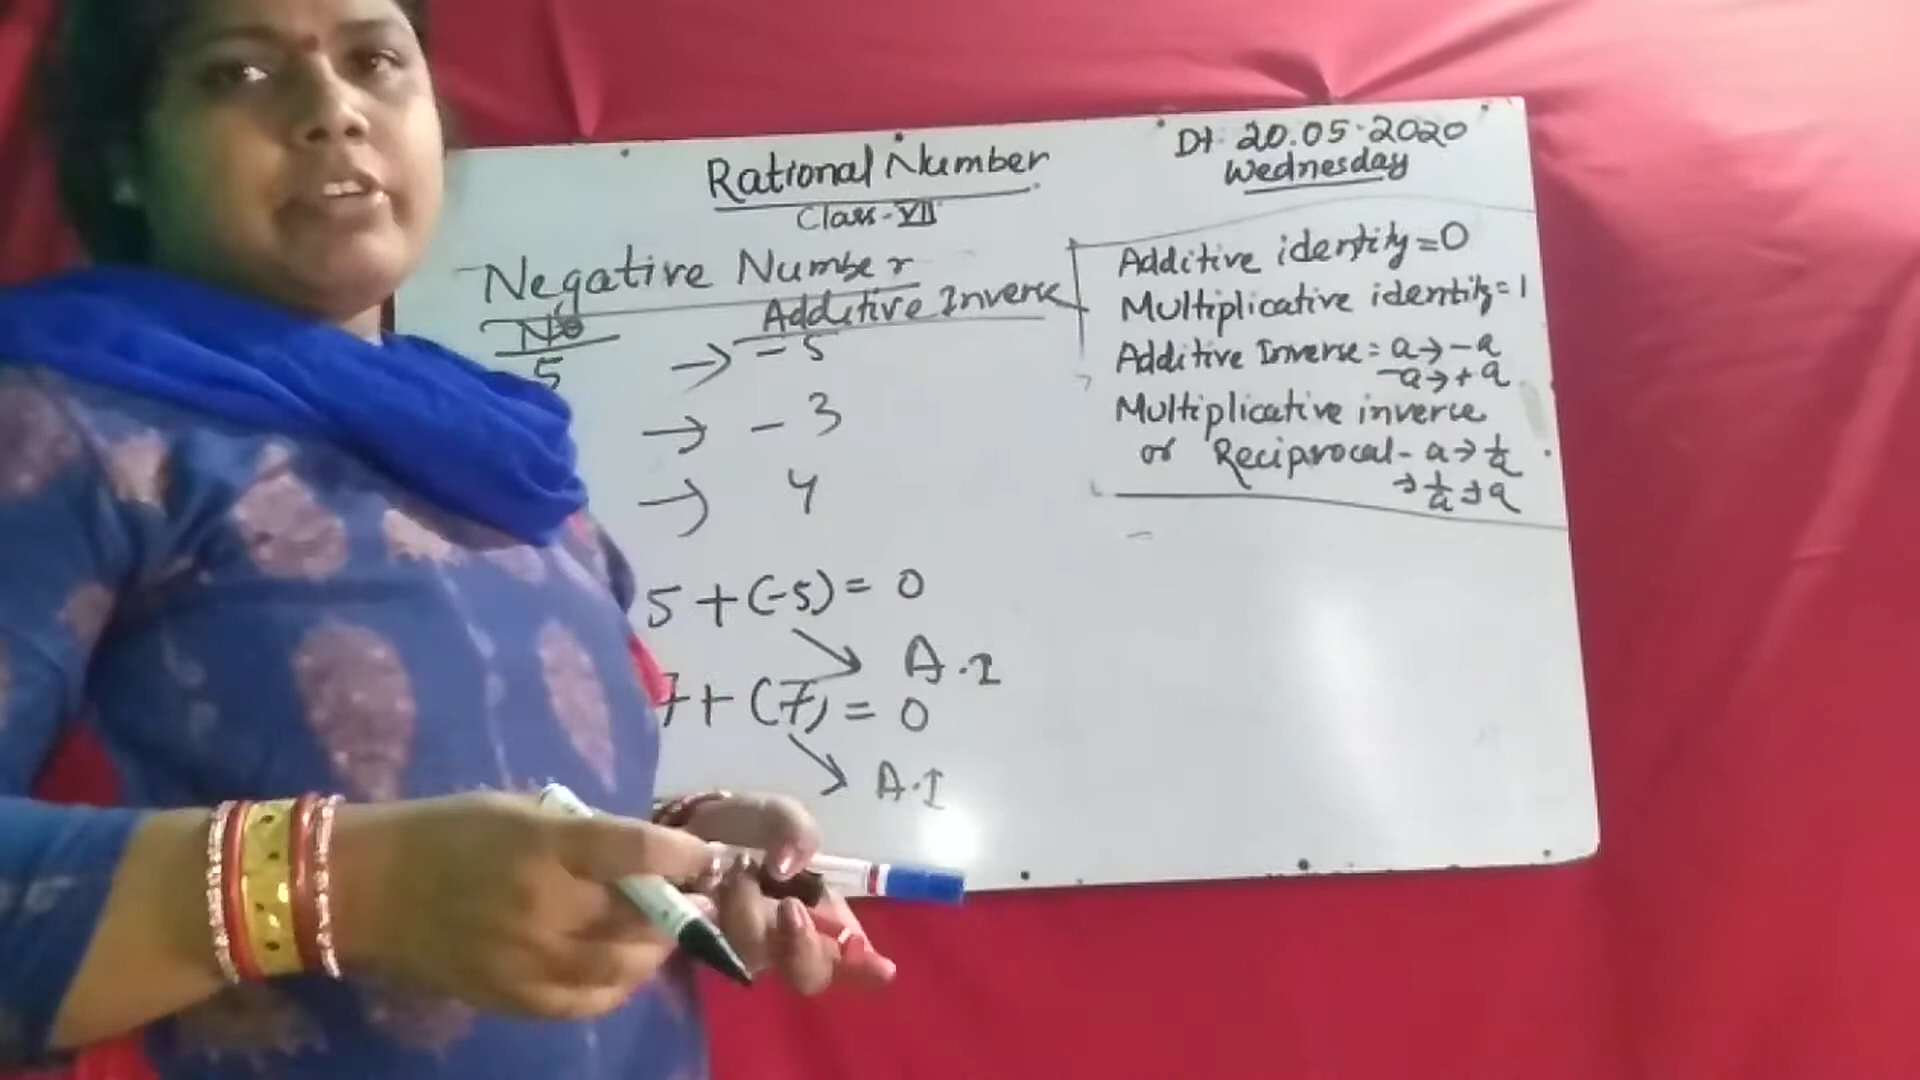 Rational Number
Class-VII
Dt. 20.05.2020
Wednesday
Negative Number
No Additive Inverse
5 → -5
→ -3
→ 4
5+(-5)=0
A.I
7+(7)=0
A.I
Additive identity=0
Multiplicative identity=1
Additive Inverse = a→-a
-a→+a
Multiplicative inverse
or Reciprocal- a→1/a
→1/a→a